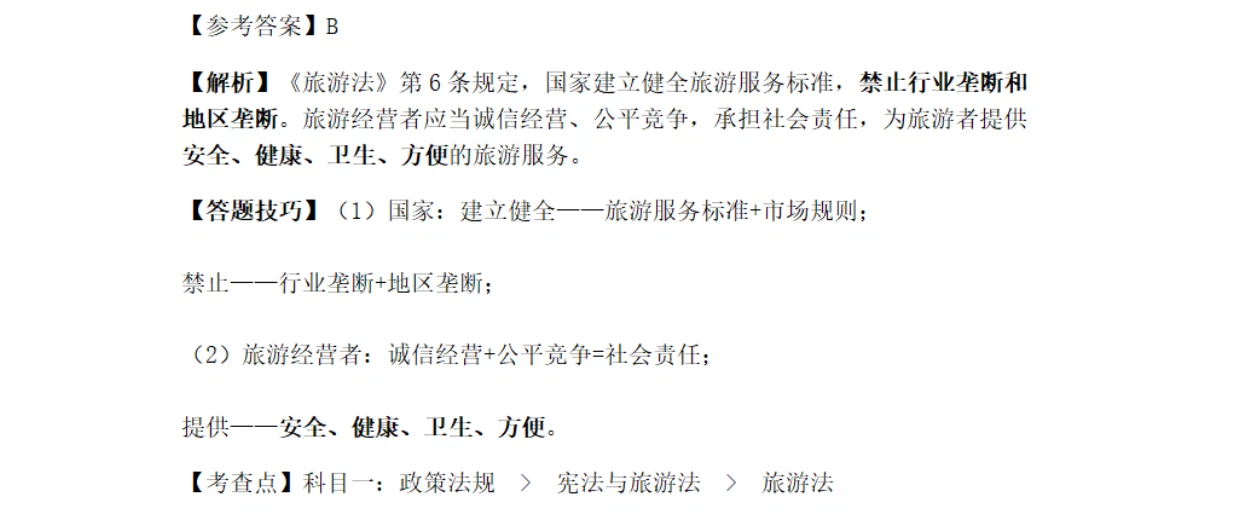 【参考答案】B
【解析】《旅游法》第6条规定，国家建立健全旅游服务标准，禁止行业垄断和
地区垄断。旅游经营者应当诚信经营、公平竞争，承担社会责任，为旅游者提供
安全、健康、卫生、方便的旅游服务。
【答题技巧】（1）国家：建立健全——旅游服务标准+市场规则；
禁止——行业垄断+地区垄断；
（2）旅游经营者：诚信经营+公平竞争=社会责任；
提供——安全、健康、卫生、方便。
【考查点】科目一：政策法规 > 宪法与旅游法 > 旅游法